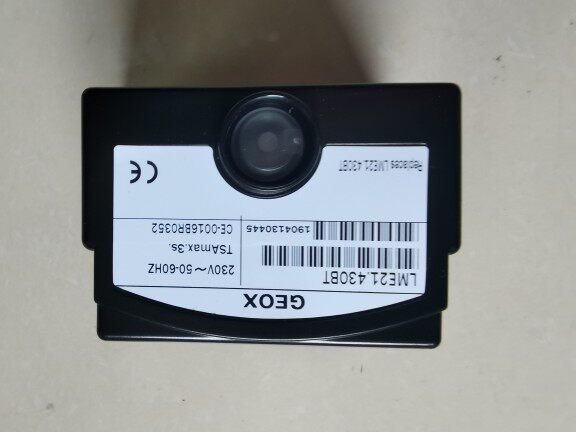 GEOX
LME21.430BT
230V~50-60HZ
TSAmax.3s.
1904130445
CE-0016BR0352
Replaces LME21.430BT
CE